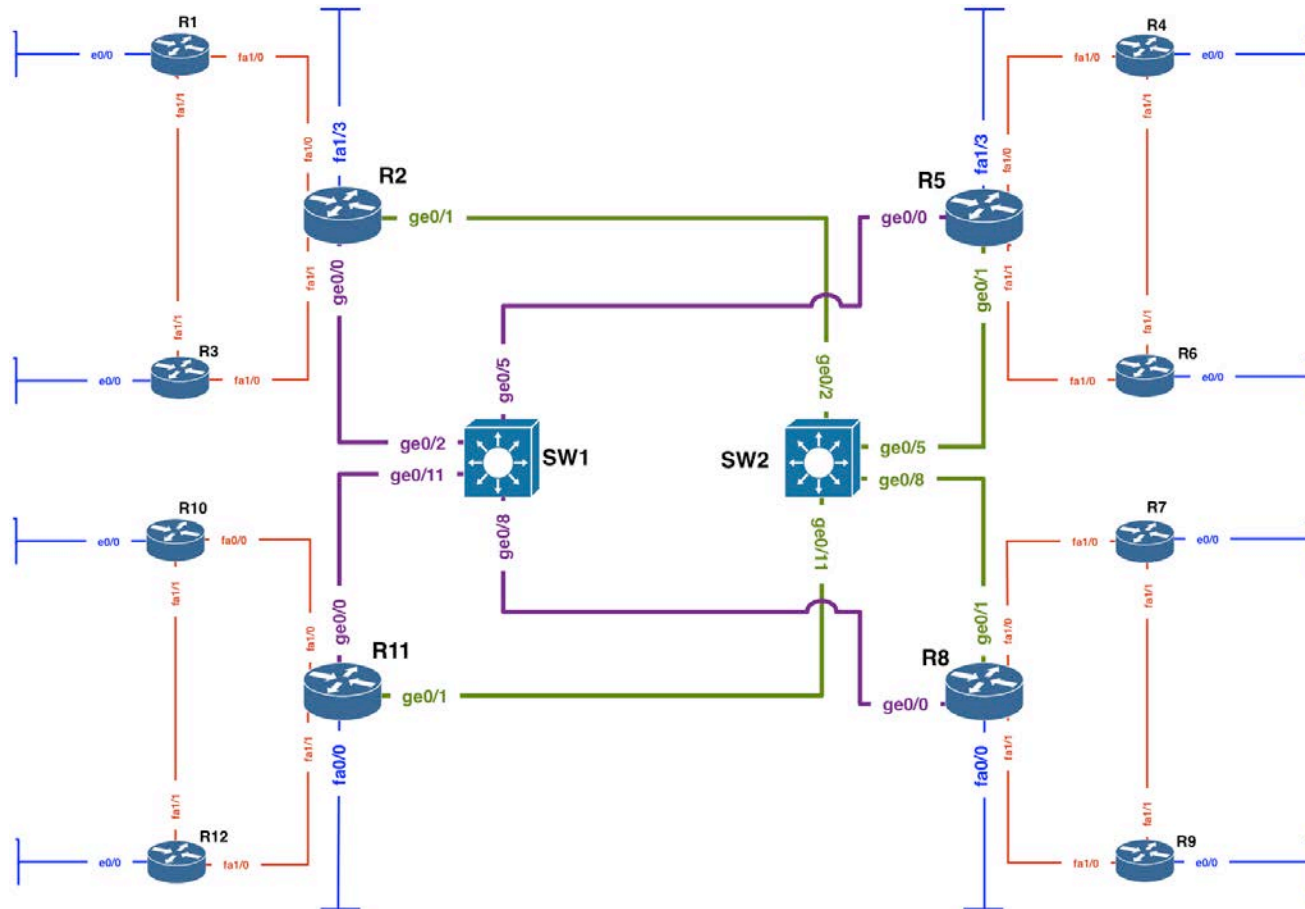 R1
e0/0
fa1/0
fa1/1
fa1/0
fa1/3
R2
ge0/1
ge0/0
fa1/1
fa1/1
R3
e0/0
fa1/0
R4
fa1/0
e0/0
fa1/1
fa1/3
fa1/0
R5
ge0/0
ge0/1
fa1/1
fa1/1
R6
fa1/0
e0/0
ge0/5
ge0/2
ge0/2
SW1
SW2
ge0/5
ge0/11
ge0/8
ge0/8
ge0/11
R10
e0/0
fa0/0
fa1/1
ge0/0
fa1/0
R11
ge0/1
fa1/1
fa0/0
fa1/1
R12
e0/0
fa1/0
R7
fa1/0
e0/0
fa1/1
ge0/1
fa1/0
R8
ge0/0
fa1/1
fa0/0
fa1/1
R9
fa1/0
e0/0